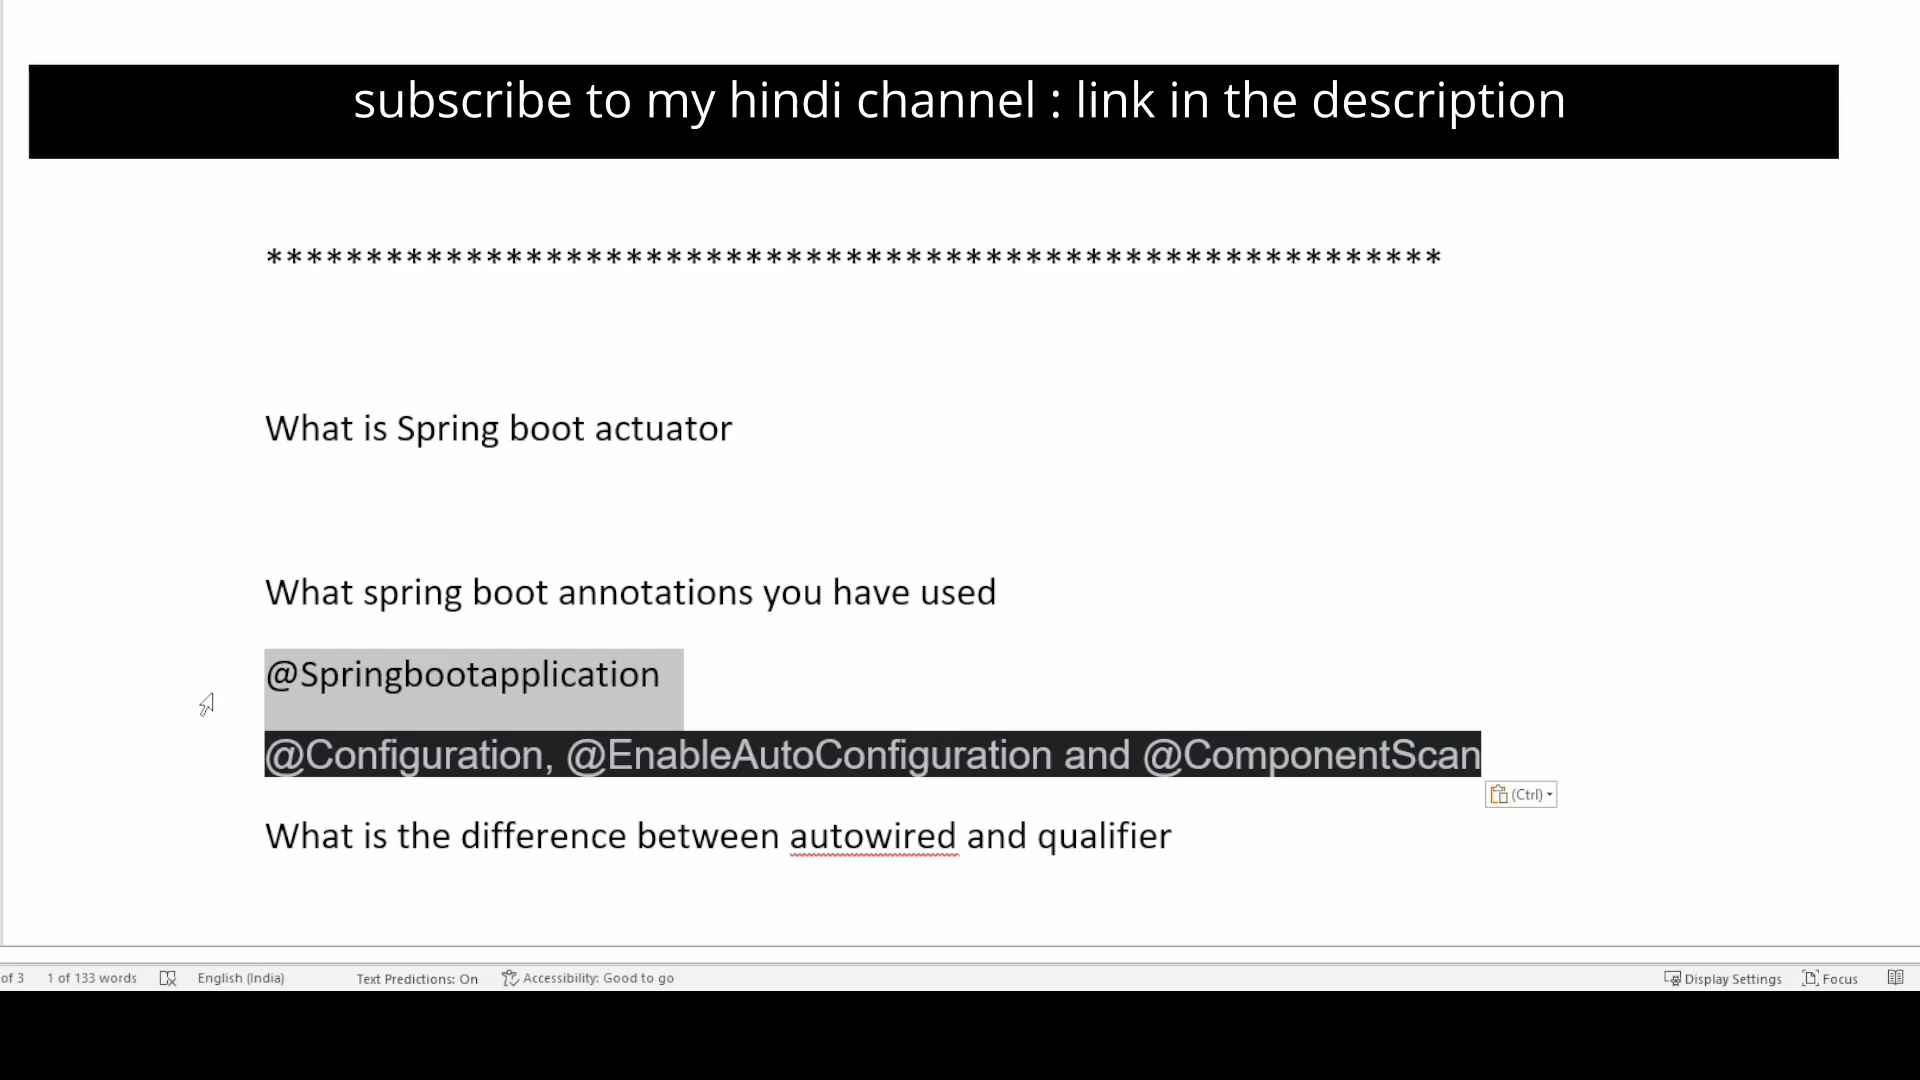 subscribe to my hindi channel : link in the description
***********************************************************
What is Spring boot actuator
What spring boot annotations you have used
@Springbootapplication
@Configuration, @EnableAutoConfiguration and @ComponentScan
(Ctrl)
What is the difference between autowired and qualifier
of 3 1 of 133 words English (India) Text Predictions: On Accessibility: Good to go Display Settings Focus